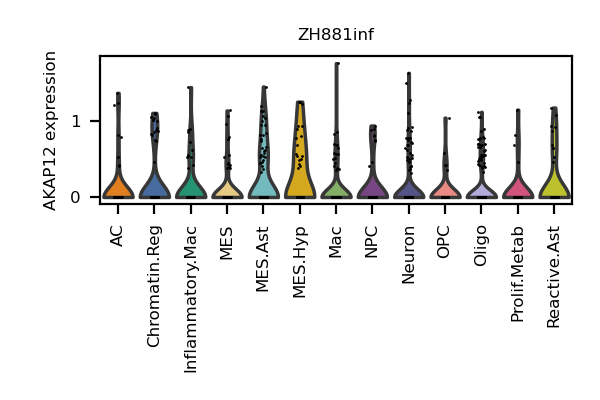 ZH881inf
AKAP12 expression
1
0
AC
Chromatin.Reg
Inflammatory.Mac
MES
MES.Ast
MES.Hyp
Mac
NPC
Neuron
OPC
Oligo
Prolif.Metab
Reactive.Ast